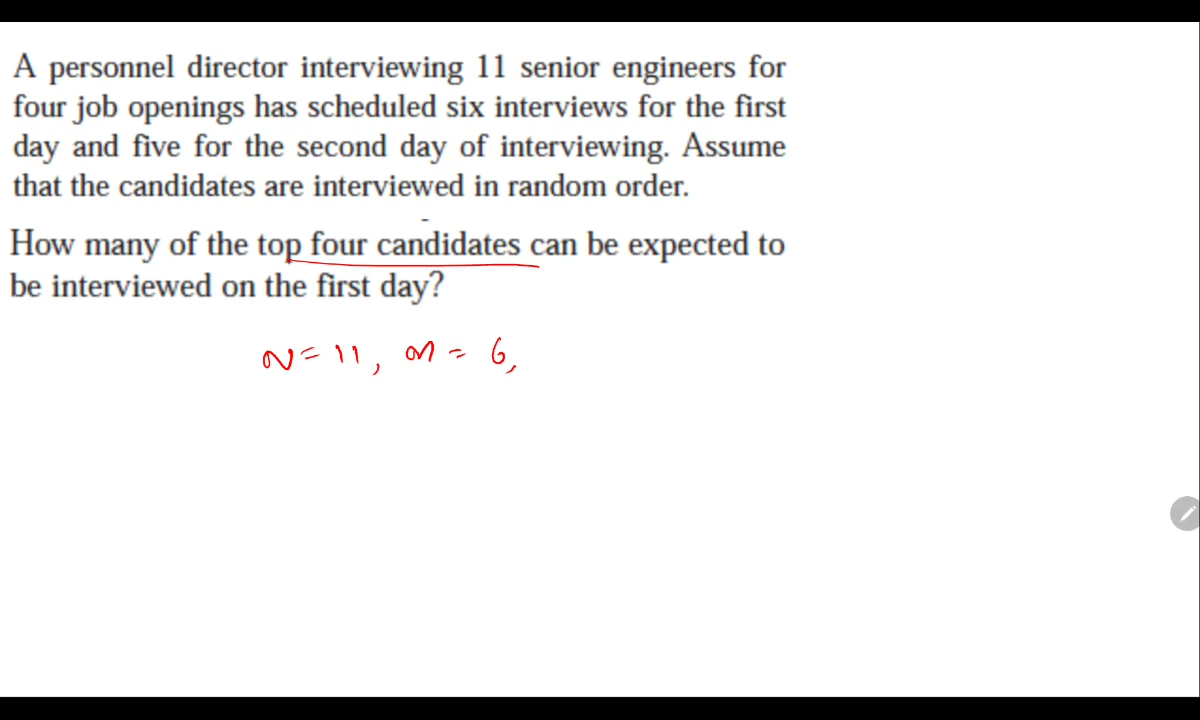 A personnel director interviewing 11 senior engineers for
four job openings has scheduled six interviews for the first
day and five for the second day of interviewing. Assume
that the candidates are interviewed in random order.
How many of the top four candidates can be expected to
be interviewed on the first day?
N = 11, M = 6,